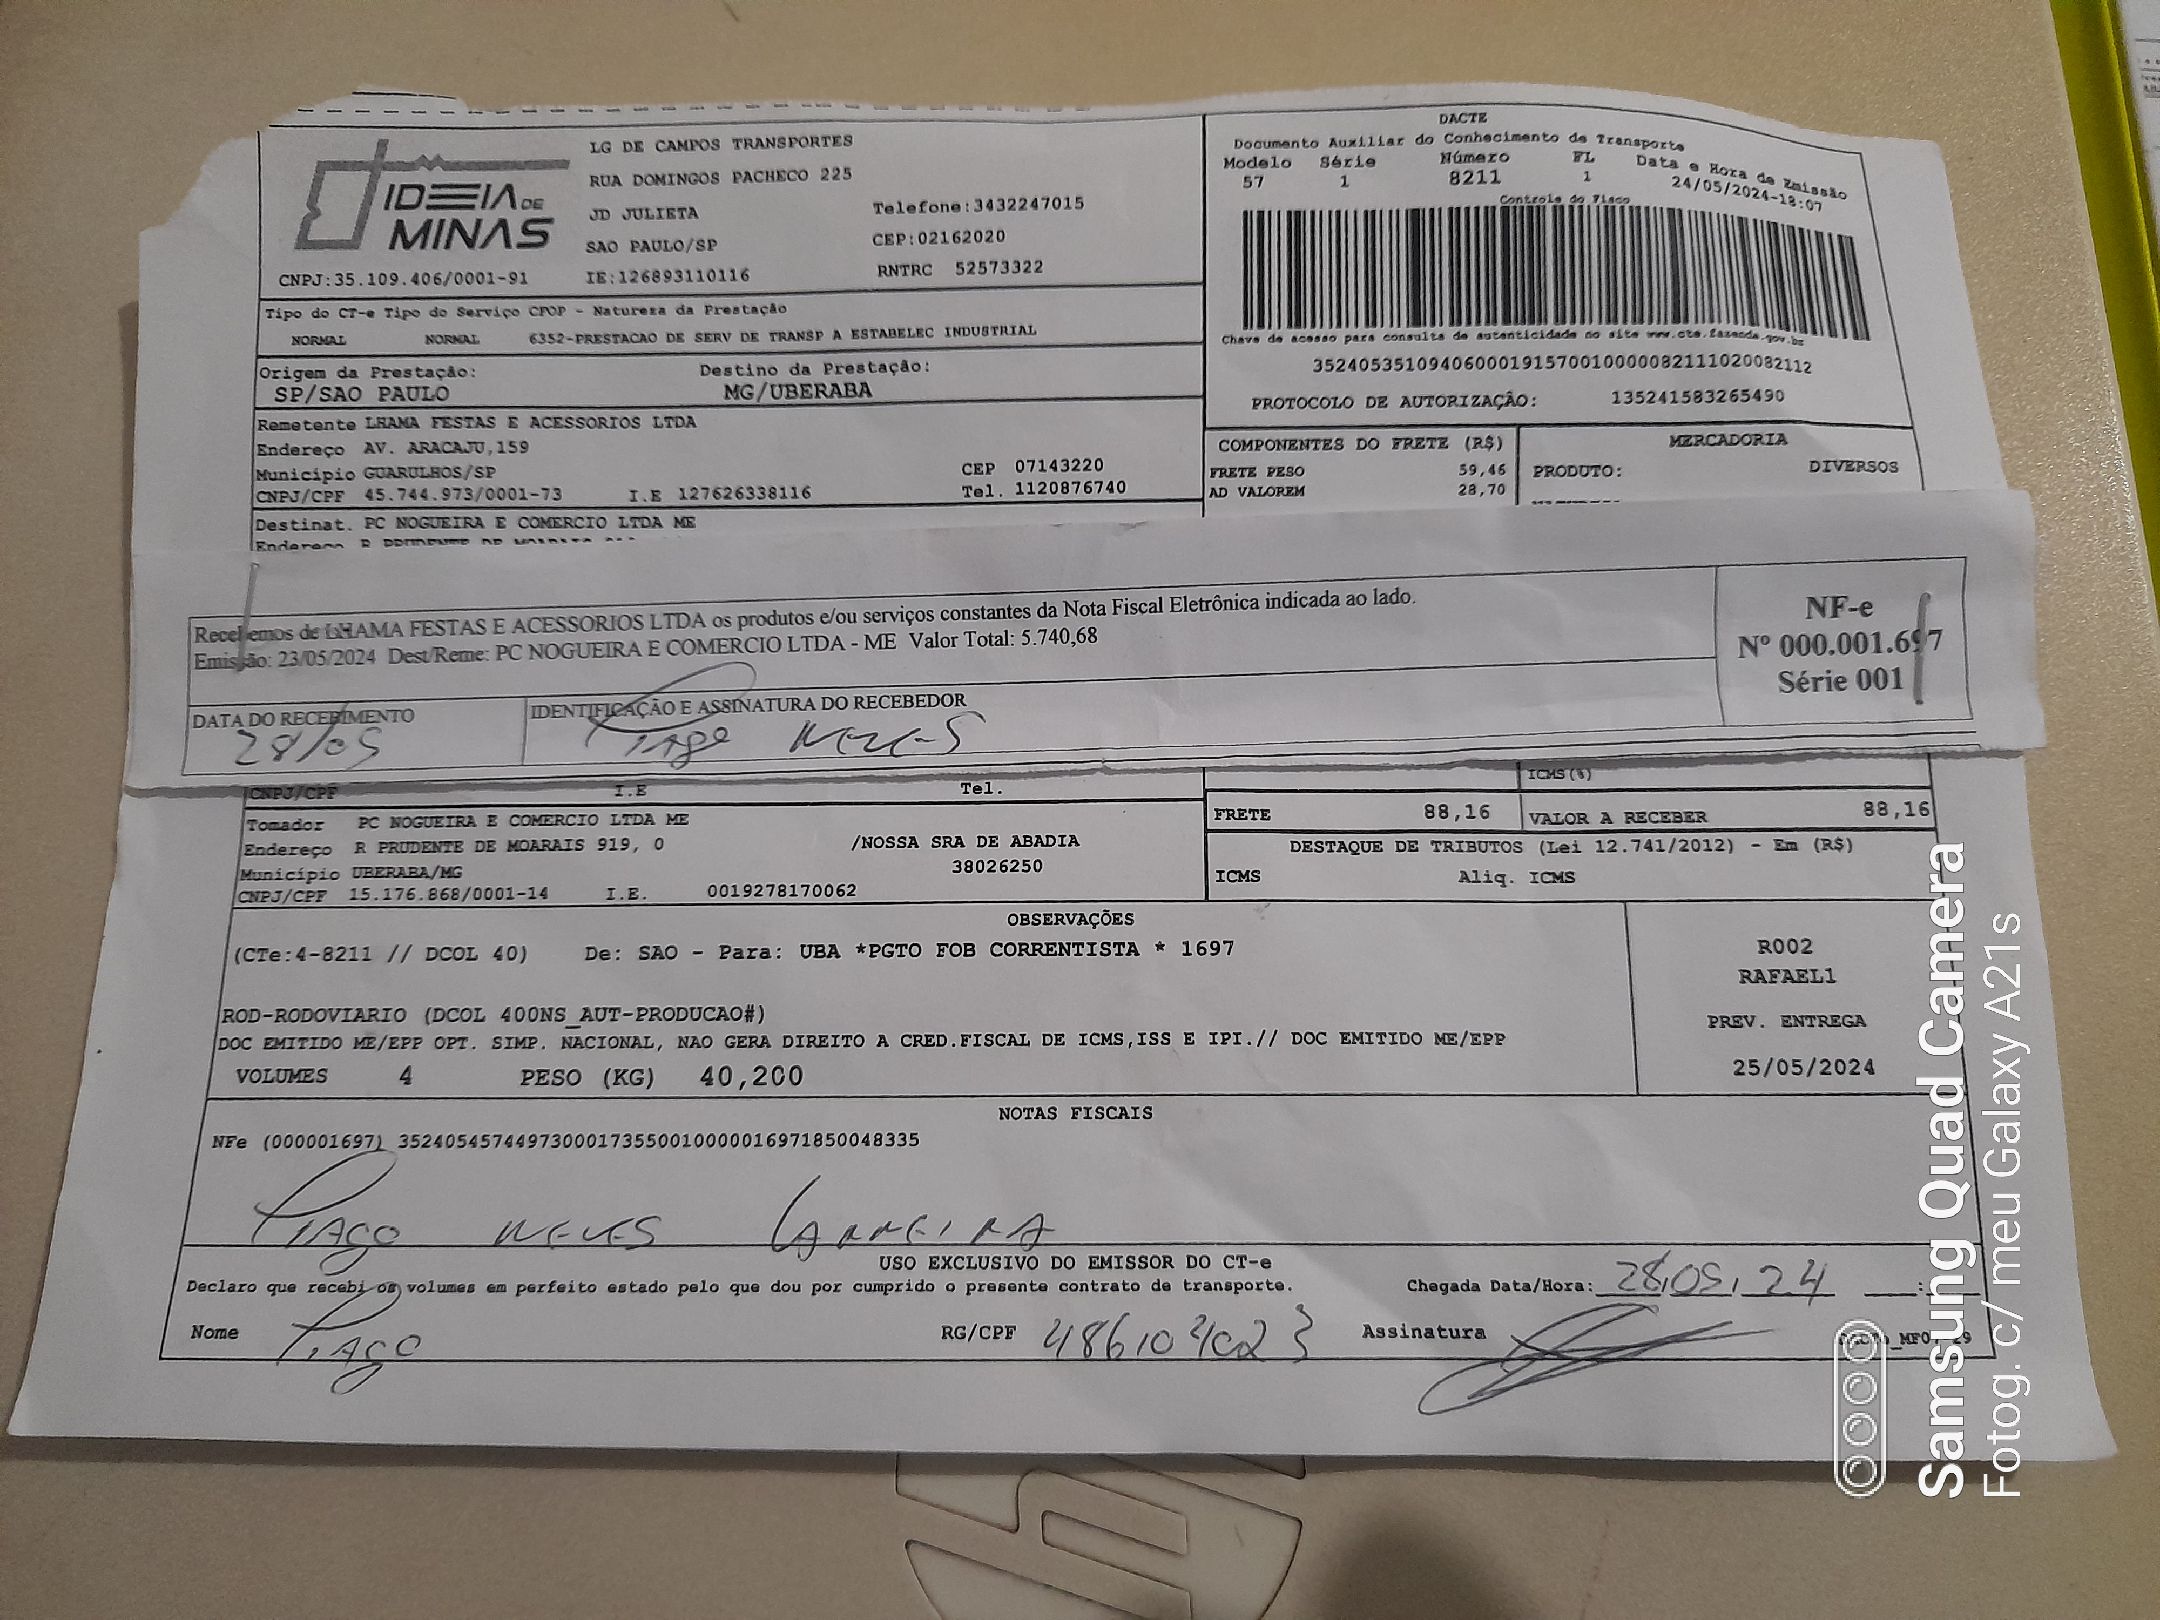 IDEIA DE MINAS
LG DE CAMPOS TRANSPORTES
RUA DOMINGOS PACHECO 225
JD JULIETA Telefone:3432247015
SAO PAULO/SP CEP:02162020
CNPJ:35.109.406/0001-91 IE:126893110116 RNTRC 52573322
DACTE
Documento Auxiliar do Conhecimento de Transporte
Modelo Série Número FL Data e Hora de Emissão
57 1 8211 1 24/05/2024-18:07
Controle do Fisco
Chave de acesso para consulta de autenticidade no site www.cte.fazenda.gov.br
35240535109406000191570010000082111020082112
PROTOCOLO DE AUTORIZAÇÃO: 135241583265490
Tipo do CT-e Tipo do Serviço CFOP - Natureza da Prestação
NORMAL NORMAL 6352-PRESTACAO DE SERV DE TRANSP A ESTABELEC INDUSTRIAL
Origem da Prestação: Destino da Prestação:
SP/SAO PAULO MG/UBERABA
Remetente LHAMA FESTAS E ACESSORIOS LTDA
Endereço AV. ARACAJU,159
Município GUARULHOS/SP CEP 07143220
CNPJ/CPF 45.744.973/0001-73 I.E 127626338116 Tel. 1120876740
COMPONENTES DO FRETE (R$) MERCADORIA
FRETE PESO 59,46 PRODUTO: DIVERSOS
AD VALOREM 28,70
Destinat. PC NOGUEIRA E COMERCIO LTDA ME
Endereço R PRUDENTE DE
Recebemos de LHAMA FESTAS E ACESSORIOS LTDA os produtos e/ou serviços constantes da Nota Fiscal Eletrônica indicada ao lado.
Emissão: 23/05/2024 Dest/Reme: PC NOGUEIRA E COMERCIO LTDA - ME Valor Total: 5.740,68
NF-e
Nº 000.001.697
Série 001
DATA DO RECEBIMENTO IDENTIFICAÇÃO E ASSINATURA DO RECEBEDOR
28/05 Tiago Neves
CNPJ/CPF I.E Tel.
ICMS(%)
Tomador PC NOGUEIRA E COMERCIO LTDA ME
Endereço R PRUDENTE DE MOARAIS 919, 0 /NOSSA SRA DE ABADIA
Município UBERABA/MG 38026250
CNPJ/CPF 15.176.868/0001-14 I.E. 0019278170062
FRETE 88,16 VALOR A RECEBER 88,16
DESTAQUE DE TRIBUTOS (Lei 12.741/2012) - Em (R$)
ICMS Aliq. ICMS
OBSERVAÇÕES
(CTe:4-8211 // DCOL 40) De: SAO - Para: UBA *PGTO FOB CORRENTISTA * 1697
ROD-RODOVIARIO (DCOL 400NS_AUT-PRODUCAO#)
DOC EMITIDO ME/EPP OPT. SIMP. NACIONAL, NAO GERA DIREITO A CRED.FISCAL DE ICMS,ISS E IPI.// DOC EMITIDO ME/EPP
VOLUMES 4 PESO (KG) 40,200
R002
RAFAEL1
PREV. ENTREGA
25/05/2024
NOTAS FISCAIS
NFe (000001697) 35240545744973000173550010000016971850048335
Tiago Neves Carreira
USO EXCLUSIVO DO EMISSOR DO CT-e
Declaro que recebi os volumes em perfeito estado pelo que dou por cumprido o presente contrato de transporte. Chegada Data/Hora: 28,05,24 :
Nome Tiago RG/CPF Assinatura
Samsung Quad Camera
Fotog. c/ meu Galaxy A21s